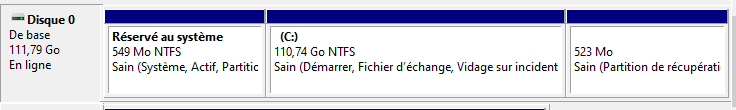 Disque 0
De base
111,79 Go
En ligne
Réservé au système
549 Mo NTFS
Sain (Système, Actif, Partitic
(C:)
110,74 Go NTFS
Sain (Démarrer, Fichier d'échange, Vidage sur incident
523 Mo
Sain (Partition de récupérati